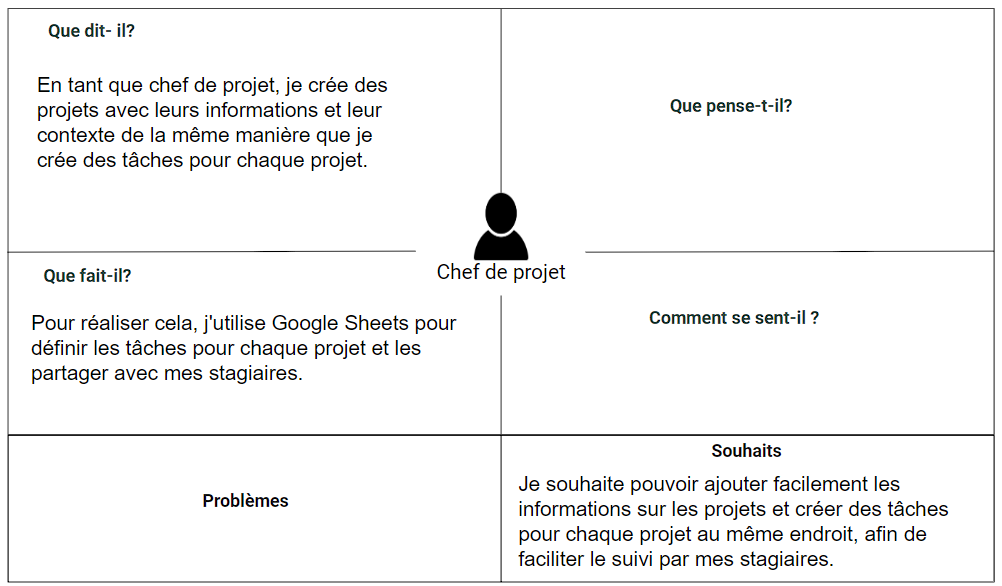 Que dit- il?
En tant que chef de projet, je crée des
projets avec leurs informations et leur
contexte de la même manière que je
crée des tâches pour chaque projet.
Que pense-t-il?
Chef de projet
Que fait-il?
Pour réaliser cela, j'utilise Google Sheets pour
définir les tâches pour chaque projet et les
partager avec mes stagiaires.
Comment se sent-il ?
Problèmes
Souhaits
Je souhaite pouvoir ajouter facilement les
informations sur les projets et créer des tâches
pour chaque projet au même endroit, afin de
faciliter le suivi par mes stagiaires.